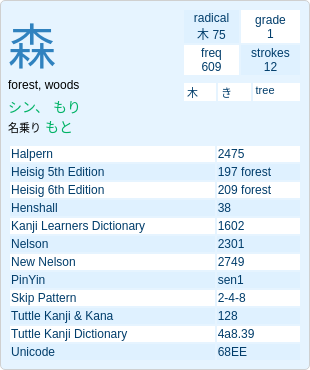 森
forest, woods
シン、 もり
名乗り もと
radical
木 75
grade
1
freq
609
strokes
12
木 き tree
Halpern 2475
Heisig 5th Edition 197 forest
Heisig 6th Edition 209 forest
Henshall 38
Kanji Learners Dictionary 1602
Nelson 2301
New Nelson 2749
PinYin sen1
Skip Pattern 2-4-8
Tuttle Kanji & Kana 128
Tuttle Kanji Dictionary 4a8.39
Unicode 68EE